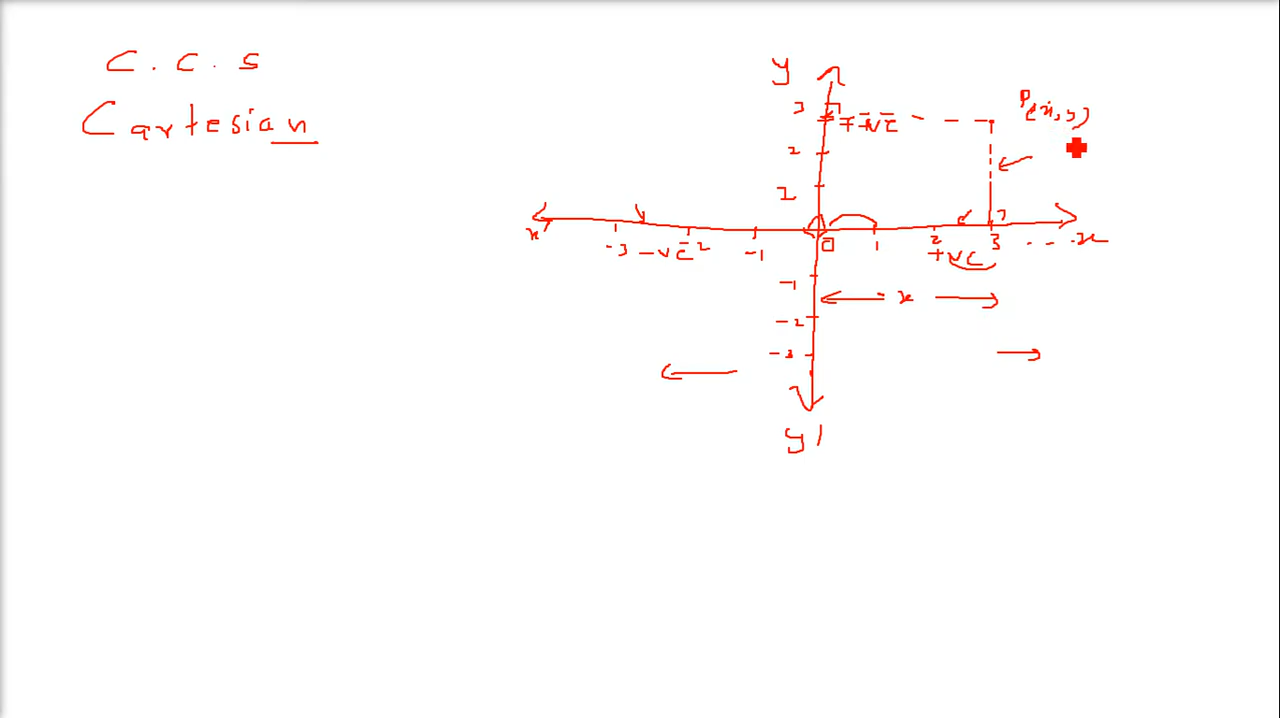 C.C.S
Cartesian
y
3
+ve
P(x,y)
2
1
x'
-3 -ve -2 -1 0 1 2 +ve 3 ... x
-1
x
-2
-3
y'